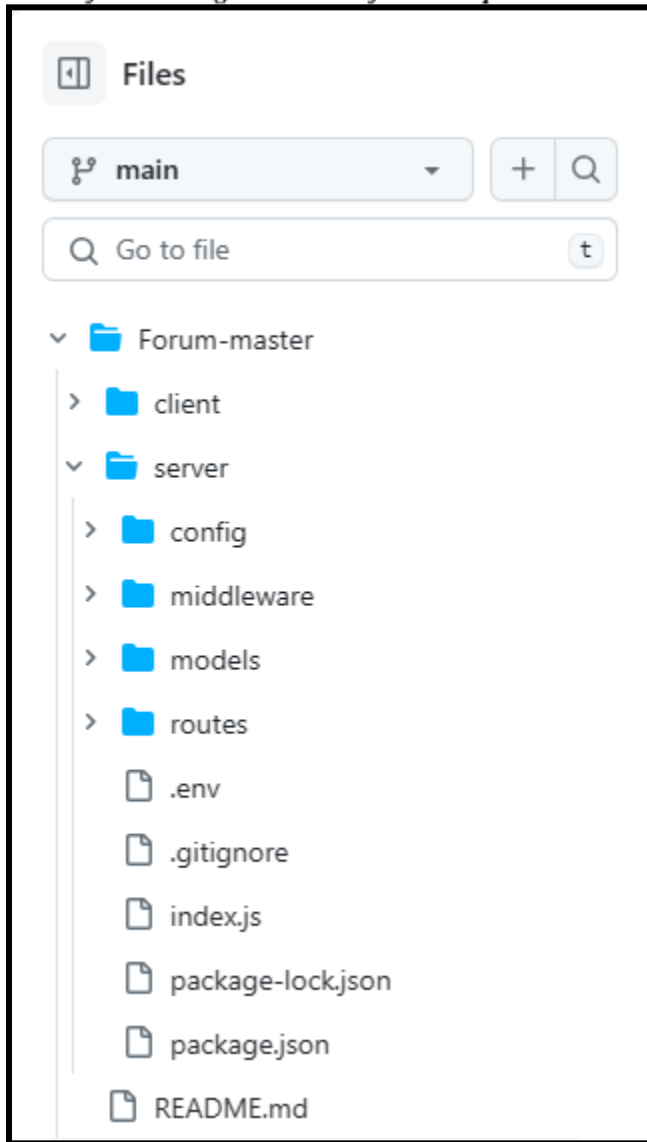 Files
main
Go to file t
Forum-master
client
server
config
middleware
models
routes
.env
.gitignore
index.js
package-lock.json
package.json
README.md